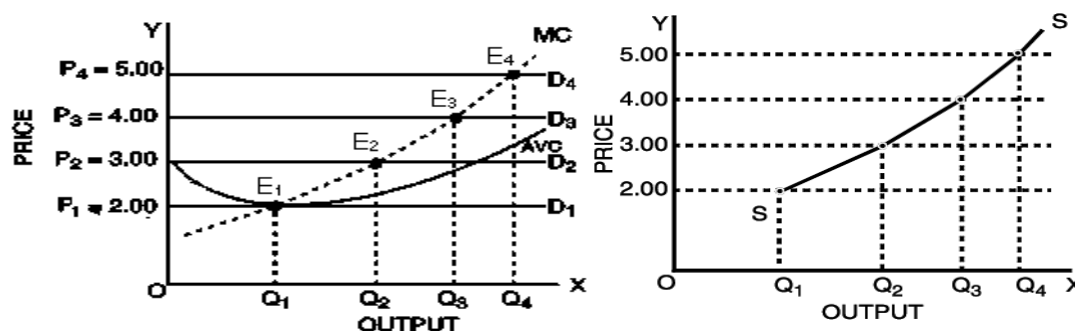 Y
MC
P4 = 5.00
E4
D4
P3 = 4.00
E3
D3
AVC
P2 = 3.00
E2
D2
P1 = 2.00
E1
D1
PRICE
O
Q1
Q2
Q3
Q4
X
OUTPUT
Y
S
5.00
4.00
3.00
2.00
S
PRICE
O
Q1
Q2
Q3
Q4
X
OUTPUT